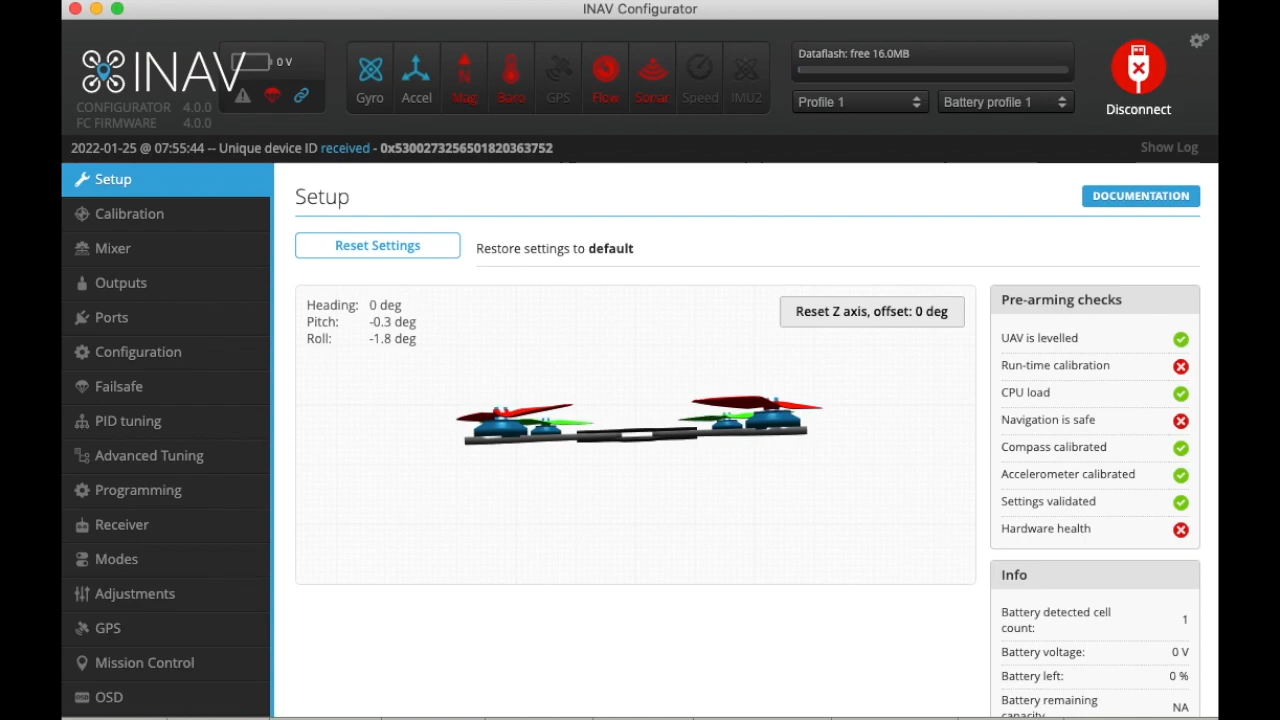 INAV Configurator
INAV
CONFIGURATOR 4.0.0
FC FIRMWARE 4.0.0
0 V
Gyro Accel Mag Baro GPS Flow Sonar Speed IMU2
Dataflash: free 16.0MB
Profile 1 Battery profile 1
Disconnect
2022-01-25 @ 07:55:44 -- Unique device ID received - 0x5300273256501820363752
Show Log
Setup
Calibration
Mixer
Outputs
Ports
Configuration
Failsafe
PID tuning
Advanced Tuning
Programming
Receiver
Modes
Adjustments
GPS
Mission Control
OSD
Setup
DOCUMENTATION
Reset Settings
Restore settings to default
Heading: 0 deg
Pitch: -0.3 deg
Roll: -1.8 deg
Reset Z axis, offset: 0 deg
Pre-arming checks
UAV is levelled
Run-time calibration
CPU load
Navigation is safe
Compass calibrated
Accelerometer calibrated
Settings validated
Hardware health
Info
Battery detected cell
count: 1
Battery voltage: 0 V
Battery left: 0 %
Battery remaining
capacity NA